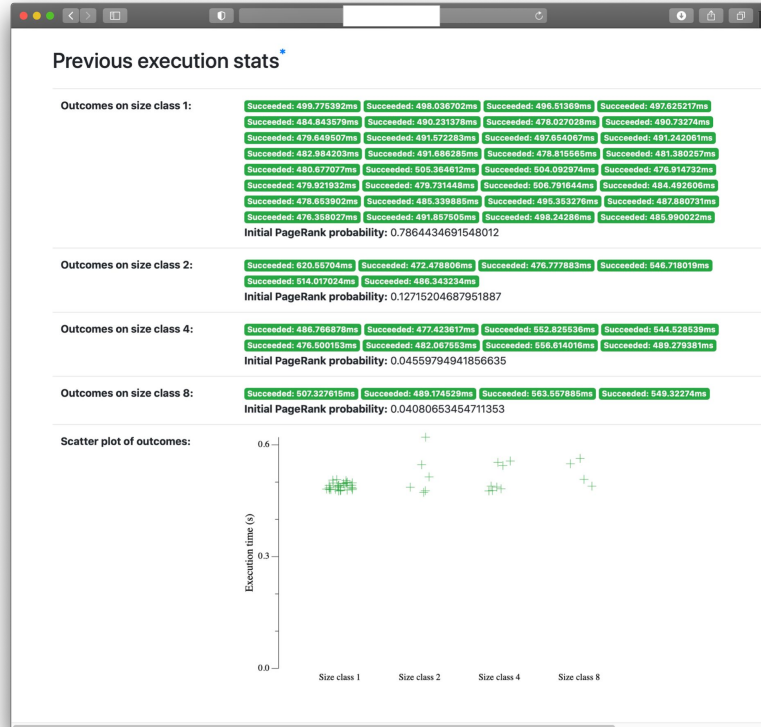 Previous execution stats*
Outcomes on size class 1:
Succeeded: 499.775392ms Succeeded: 498.036702ms Succeeded: 496.51369ms Succeeded: 497.625217ms
Succeeded: 484.843579ms Succeeded: 490.231378ms Succeeded: 478.027028ms Succeeded: 490.73274ms
Succeeded: 479.649507ms Succeeded: 491.572283ms Succeeded: 497.654067ms Succeeded: 491.242061ms
Succeeded: 482.984203ms Succeeded: 491.686285ms Succeeded: 478.815565ms Succeeded: 481.380257ms
Succeeded: 480.677077ms Succeeded: 505.364612ms Succeeded: 504.092974ms Succeeded: 476.914732ms
Succeeded: 479.921932ms Succeeded: 479.731448ms Succeeded: 506.791644ms Succeeded: 484.492606ms
Succeeded: 478.653902ms Succeeded: 485.339885ms Succeeded: 495.353276ms Succeeded: 487.880731ms
Succeeded: 476.358027ms Succeeded: 491.857505ms Succeeded: 498.24286ms Succeeded: 485.990022ms
Initial PageRank probability: 0.7864434691548012
Outcomes on size class 2:
Succeeded: 620.55704ms Succeeded: 472.478806ms Succeeded: 476.777883ms Succeeded: 546.718019ms
Succeeded: 514.017024ms Succeeded: 486.343234ms
Initial PageRank probability: 0.12715204687951887
Outcomes on size class 4:
Succeeded: 486.766878ms Succeeded: 477.423617ms Succeeded: 552.825536ms Succeeded: 544.528539ms
Succeeded: 476.500153ms Succeeded: 482.067553ms Succeeded: 556.614016ms Succeeded: 489.279381ms
Initial PageRank probability: 0.04559794941856635
Outcomes on size class 8:
Succeeded: 507.327615ms Succeeded: 489.174529ms Succeeded: 563.557885ms Succeeded: 549.32274ms
Initial PageRank probability: 0.04080653454711353
Scatter plot of outcomes:
0.6
Execution time (s)
0.3
0.0
Size class 1 Size class 2 Size class 4 Size class 8